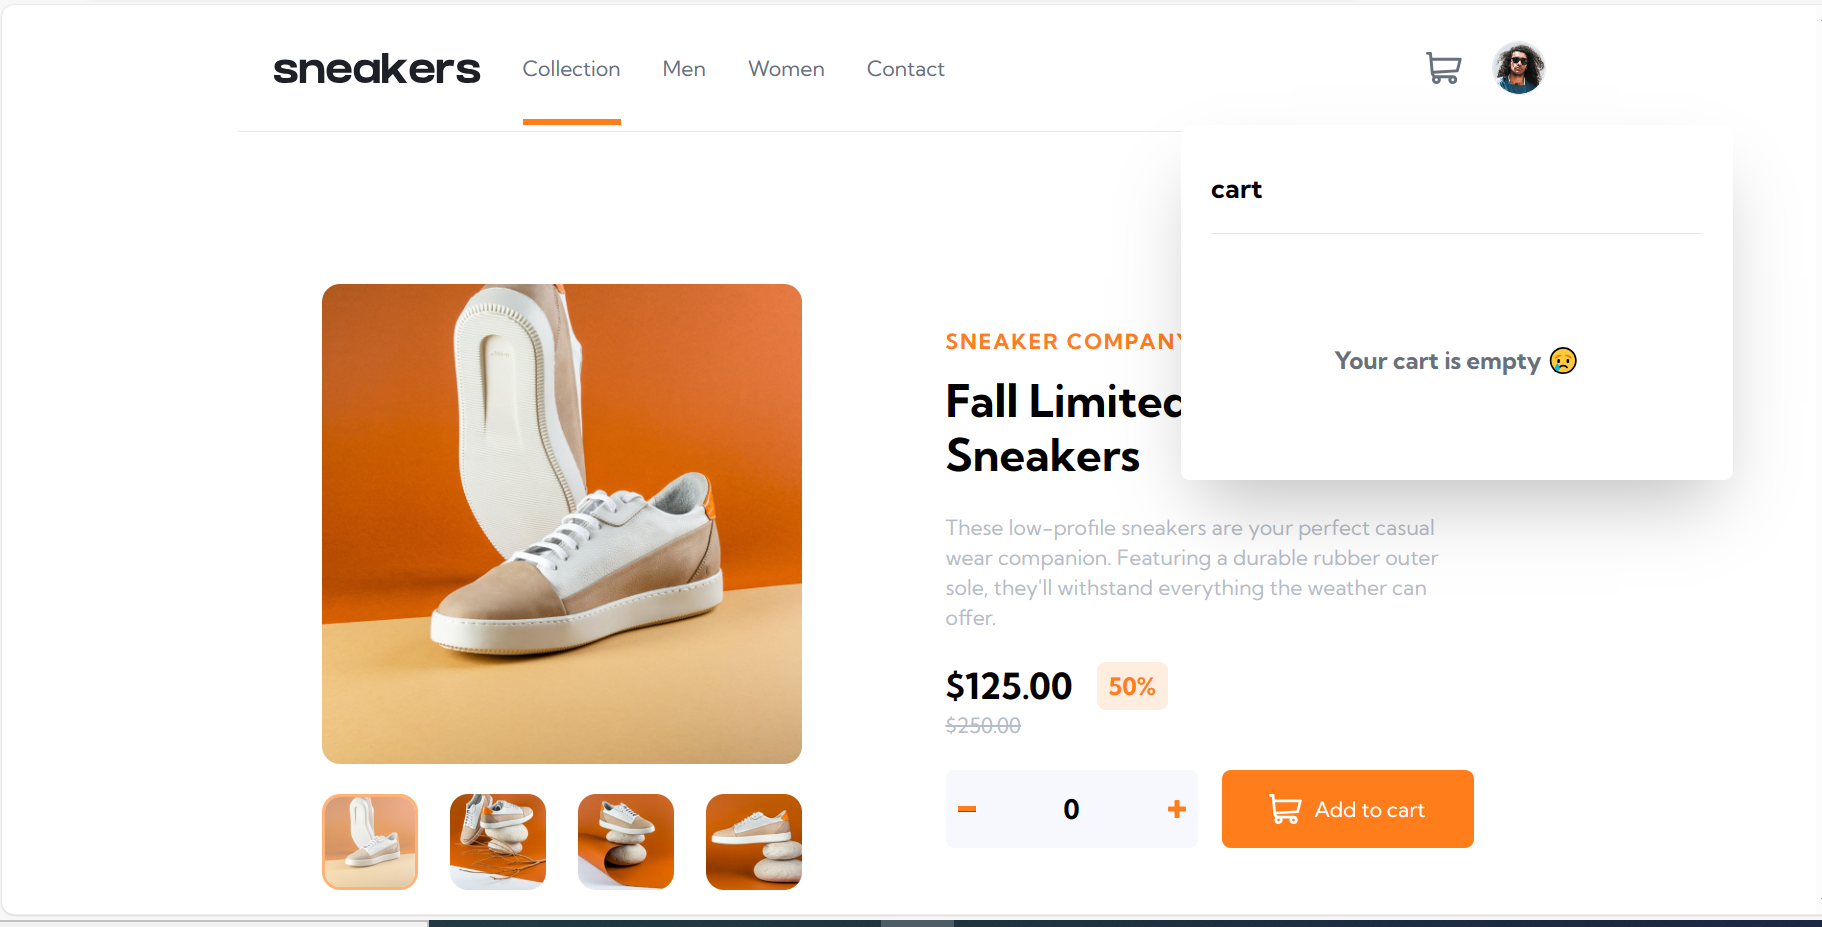 sneakers
Collection
Men
Women
Contact
cart
Your cart is empty 😢
SNEAKER COMPANY
Fall Limited
Sneakers
These low-profile sneakers are your perfect casual
wear companion. Featuring a durable rubber outer
sole, they'll withstand everything the weather can
offer.
$125.00
50%
$250.00
0
Add to cart